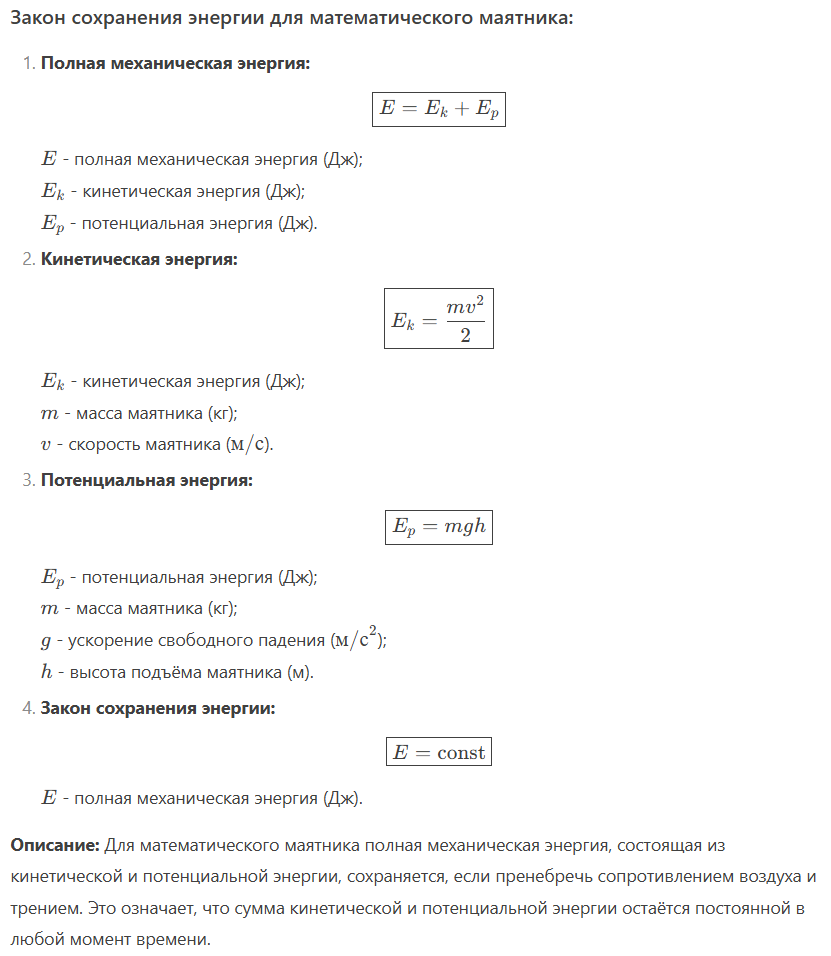 Закон сохранения энергии для математического маятника:
1. Полная механическая энергия:
E = E_k + E_p
E - полная механическая энергия (Дж);
E_k - кинетическая энергия (Дж);
E_p - потенциальная энергия (Дж).
2. Кинетическая энергия:
E_k = \frac{mv^2}{2}
E_k - кинетическая энергия (Дж);
m - масса маятника (кг);
v - скорость маятника (м/с).
3. Потенциальная энергия:
E_p = mgh
E_p - потенциальная энергия (Дж);
m - масса маятника (кг);
g - ускорение свободного падения (м/с^2);
h - высота подъёма маятника (м).
4. Закон сохранения энергии:
E = const
E - полная механическая энергия (Дж).
Описание: Для математического маятника полная механическая энергия, состоящая из
кинетической и потенциальной энергии, сохраняется, если пренебречь сопротивлением воздуха и
трением. Это означает, что сумма кинетической и потенциальной энергии остаётся постоянной в
любой момент времени.